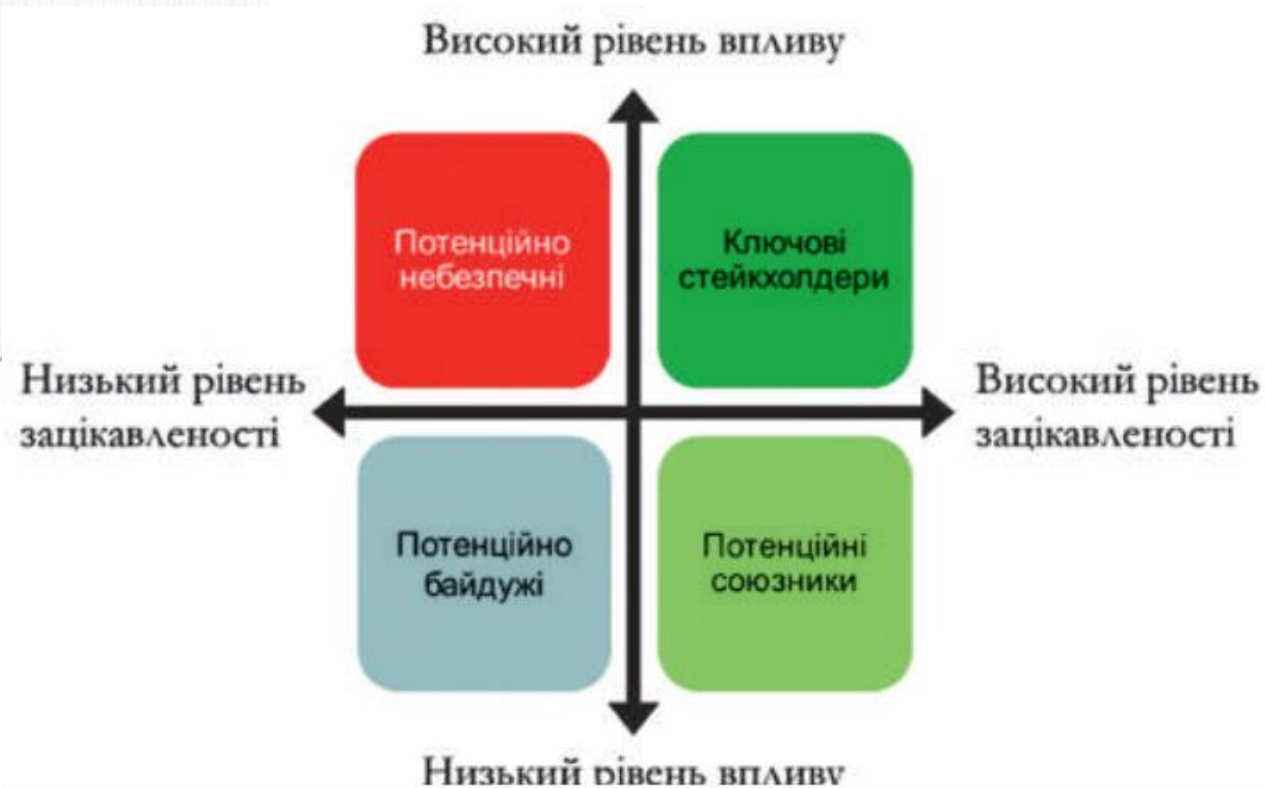 Високий рівень впливу
Потенційно
небезпечні
Ключові
стейкхолдери
Низький рівень
зацікавленості
Високий рівень
зацікавленості
Потенційно
байдужі
Потенційні
союзники
Низький рівень впливу